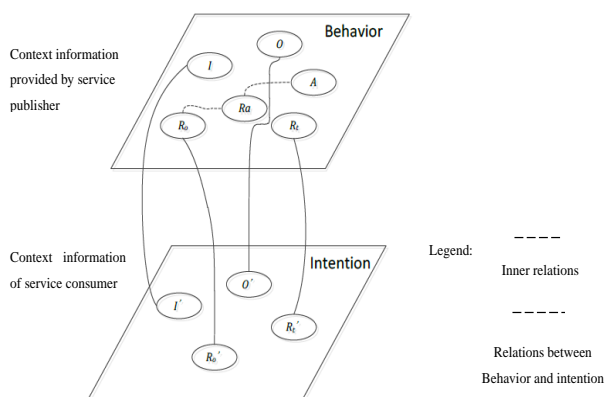 Behavior
Context information
provided by service
publisher
O
I
A
Ra
Rₒ
Rₜ
Context information
of service consumer
Intention
O′
I′
Rₜ′
Rₒ′
Legend:
Inner relations
Relations between
Behavior and intention